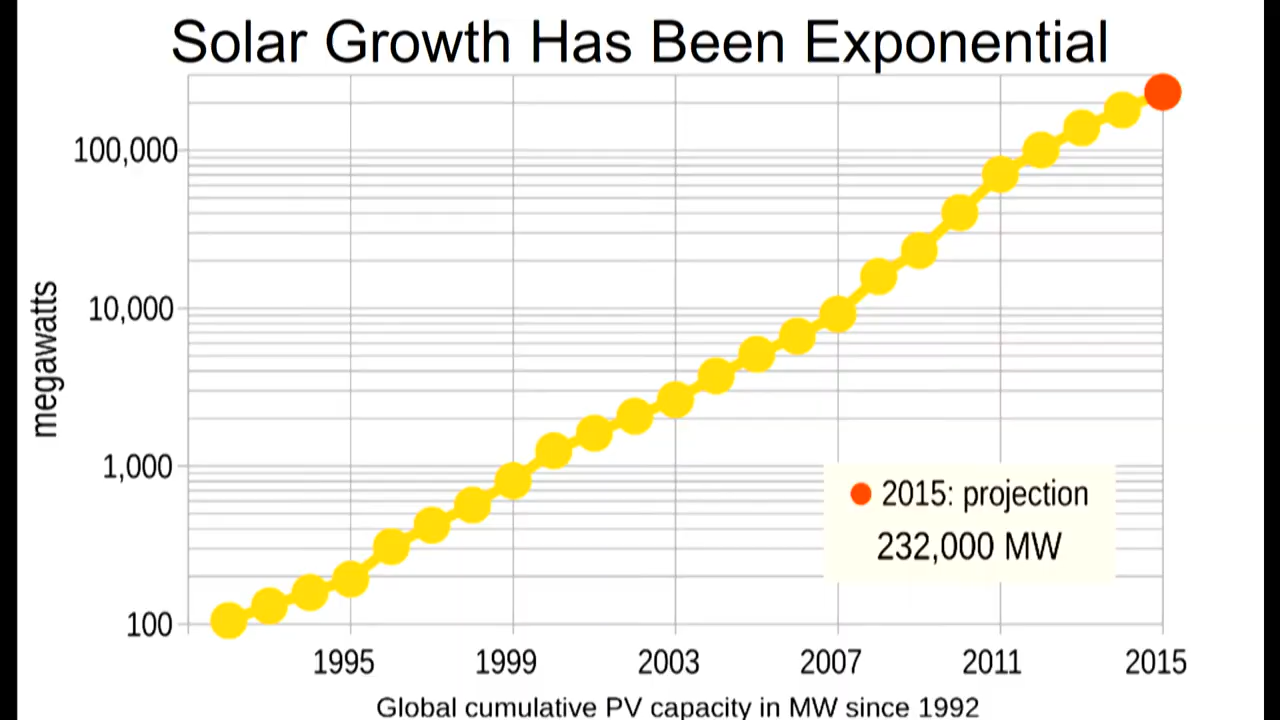 Solar Growth Has Been Exponential
100,000
10,000
1,000
100
megawatts
2015: projection
232,000 MW
1995 1999 2003 2007 2011 2015
Global cumulative PV capacity in MW since 1992